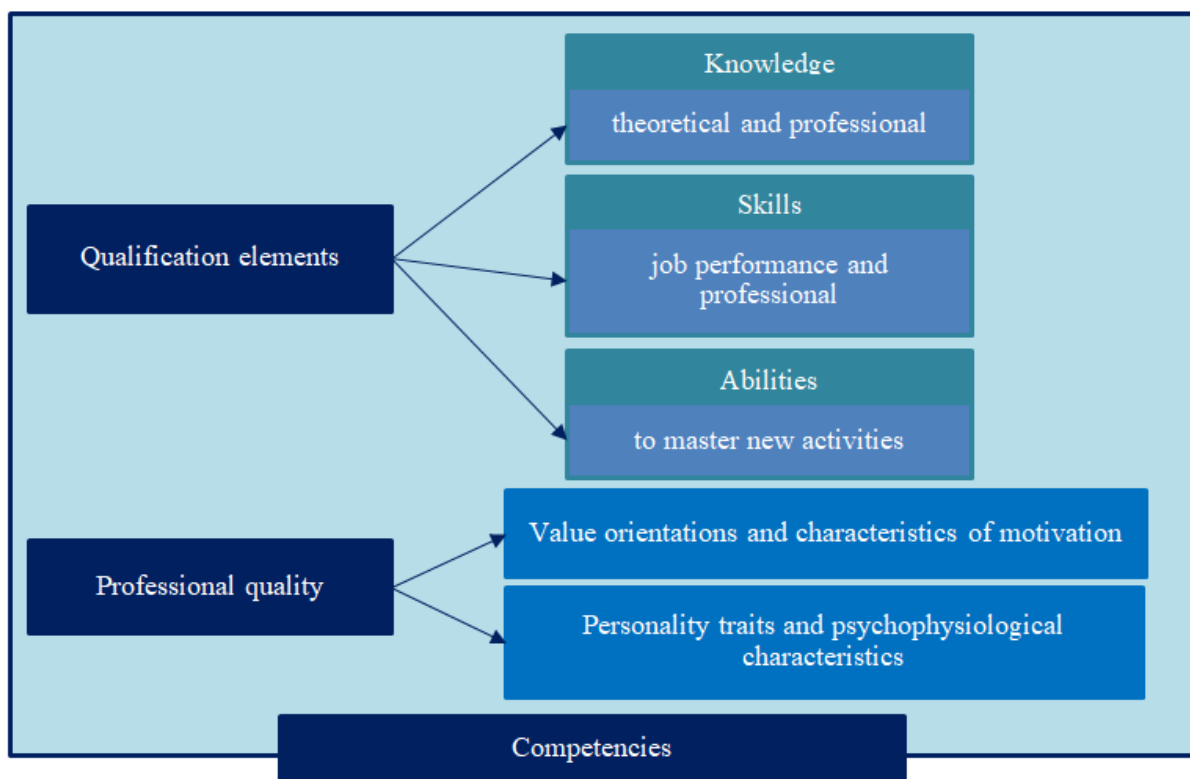 Knowledge
theoretical and professional
Skills
job performance and
professional
Qualification elements
Abilities
to master new activities
Value orientations and characteristics of motivation
Professional quality
Personality traits and psychophysiological
characteristics
Competencies